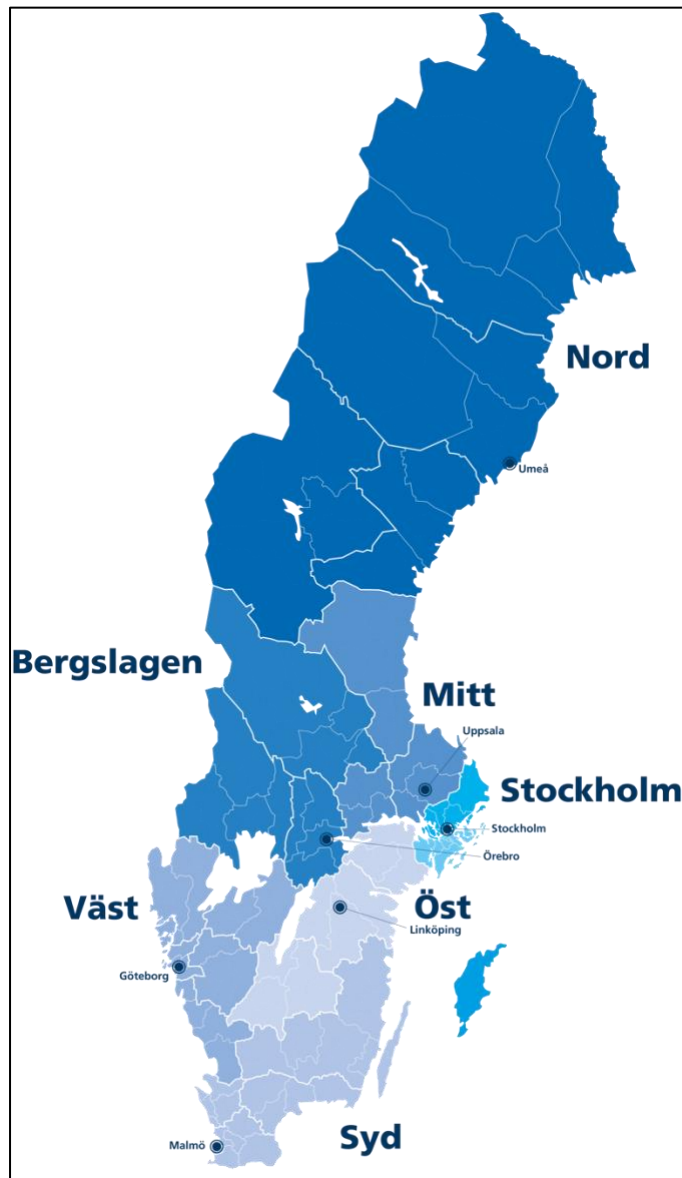 Nord
Umeå
Bergslagen
Mitt
Uppsala
Stockholm
Stockholm
Örebro
Väst
Öst
Linköping
Göteborg
Syd
Malmö